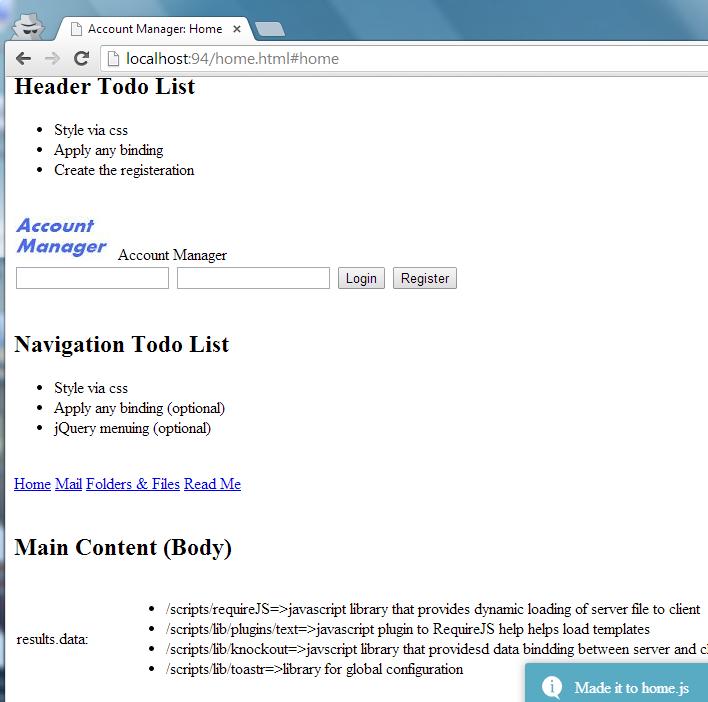 Account Manager: Home
localhost:94/home.html#home
Header Todo List
Style via css
Apply any binding
Create the registeration
Account
Manager
Account Manager
Login Register
Navigation Todo List
Style via css
Apply any binding (optional)
jQuery menuing (optional)
Home Mail Folders & Files Read Me
Main Content (Body)
results.data:
/scripts/requireJS=>javascript library that provides dynamic loading of server file to client
/scripts/lib/plugins/text=>javascript plugin to RequireJS help helps load templates
/scripts/lib/knockout=>javscript library that providesd data bindding between server and
/scripts/lib/toastr=>library for global configuration
Made it to home.js